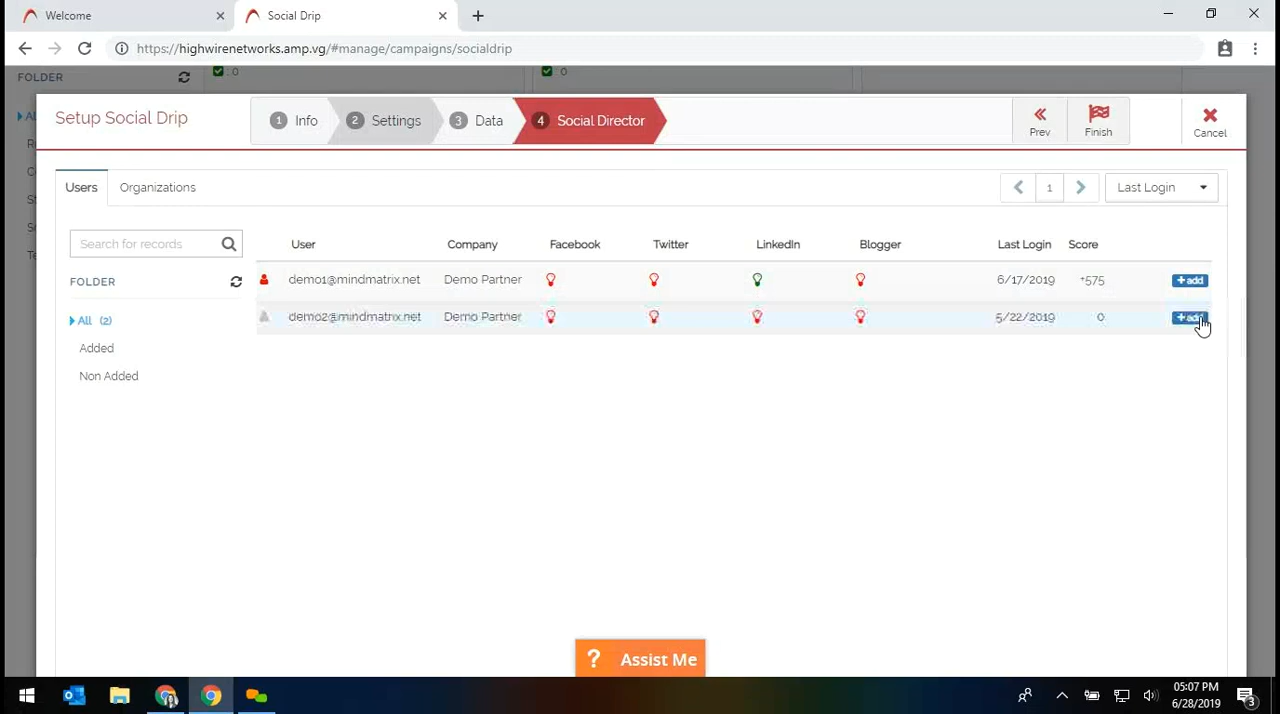 Welcome
Social Drip
https://highwirenetworks.amp.vg/#manage/campaigns/socialdrip
FOLDER
: 0
: 0
Setup Social Drip
1 Info
2 Settings
3 Data
4 Social Director
Prev
Finish
Cancel
Users
Organizations
1
Last Login
Search for records
User Company Facebook Twitter LinkedIn Blogger Last Login Score
FOLDER
demo1@mindmatrix.net Demo Partner 6/17/2019 +575 +add
demo2@mindmatrix.net Demo Partner 5/22/2019 0 +add
All (2)
Added
Non Added
? Assist Me
05:07 PM
6/28/2019
3